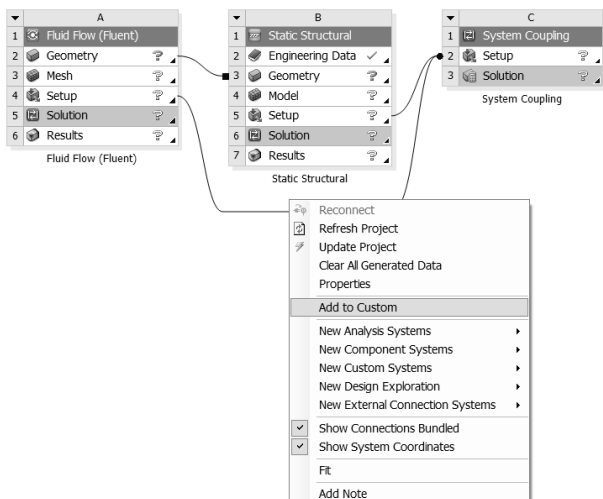 A
1 Fluid Flow (Fluent)
2 Geometry ?
3 Mesh ?
4 Setup ?
5 Solution ?
6 Results ?
Fluid Flow (Fluent)
B
1 Static Structural
2 Engineering Data ✓
3 Geometry ?
4 Model ?
5 Setup ?
6 Solution ?
7 Results ?
Static Structural
C
1 System Coupling
2 Setup ?
3 Solution ?
System Coupling
Reconnect
Refresh Project
Update Project
Clear All Generated Data
Properties
Add to Custom
New Analysis Systems
New Component Systems
New Custom Systems
New Design Exploration
New External Connection Systems
Show Connections Bundled
Show System Coordinates
Fit
Add Note